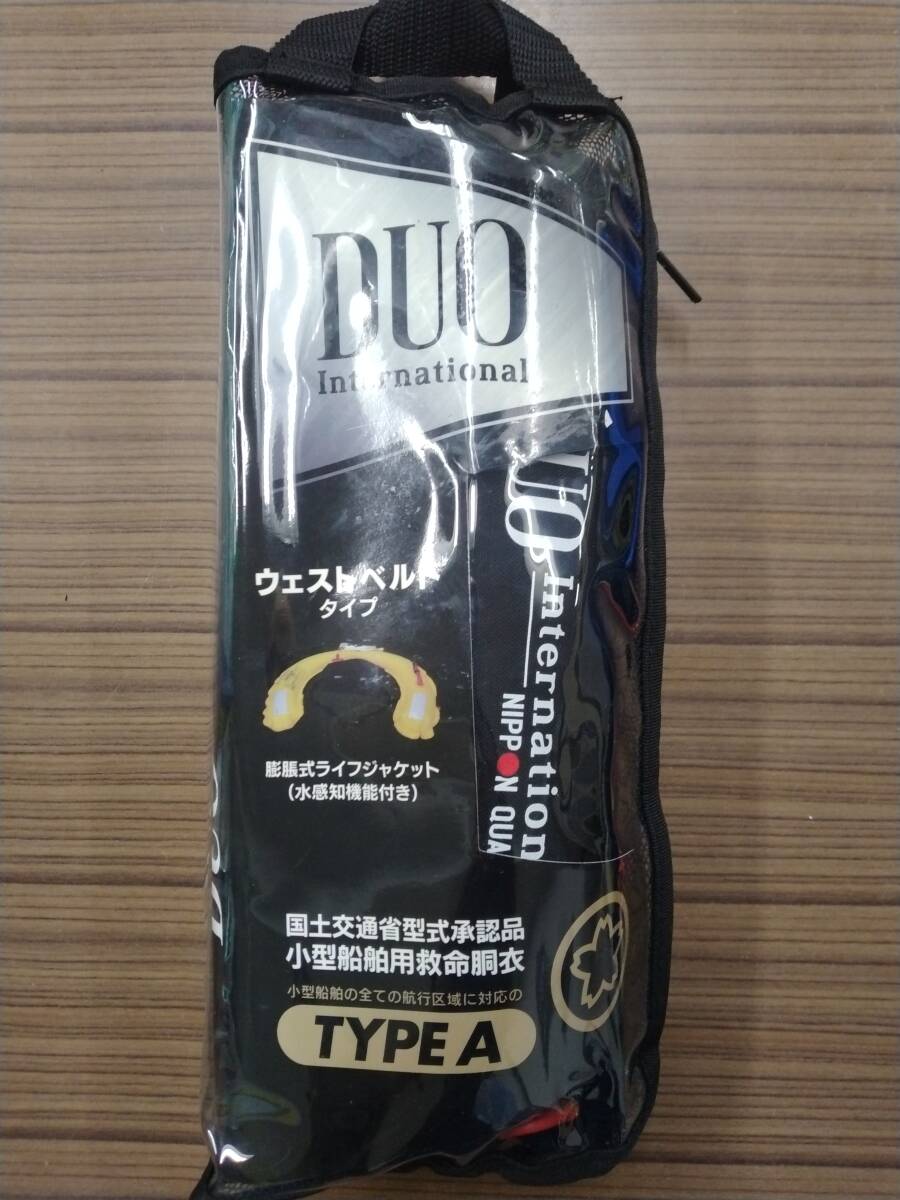 DUO
International
ウェストベルト
タイプ
UO International
NIPPON QUA
膨脹式ライフジャケット
(水感知機能付き)
国土交通省型式承認品
小型船舶用救命胴衣
小型船舶の全ての航行区域に対応の
TYPE A